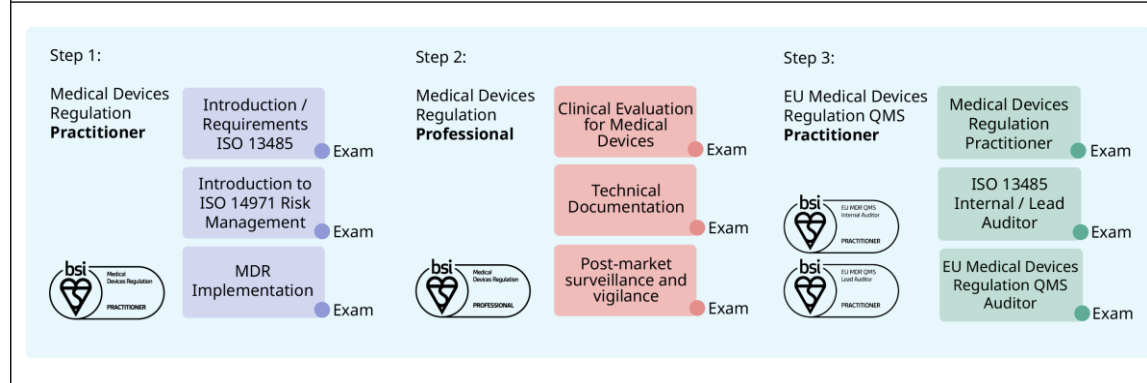 Step 1:
Medical Devices
Regulation
Practitioner
Introduction /
Requirements
ISO 13485
Exam
Introduction to
ISO 14971 Risk
Management
Exam
MDR
Implementation
Exam
bsi
Medical
Devices Regulation
PRACTITIONER
Step 2:
Medical Devices
Regulation
Professional
Clinical Evaluation
for Medical
Devices
Exam
Technical
Documentation
Exam
Post-market
surveillance and
vigilance
Exam
bsi
Medical
Devices Regulation
PROFESSIONAL
Step 3:
EU Medical Devices
Regulation QMS
Practitioner
Medical Devices
Regulation
Practitioner
Exam
ISO 13485
Internal / Lead
Auditor
Exam
EU Medical Devices
Regulation QMS
Auditor
Exam
bsi
EU MDR QMS
Internal Auditor
PRACTITIONER
bsi
EU MDR QMS
Lead Auditor
PRACTITIONER